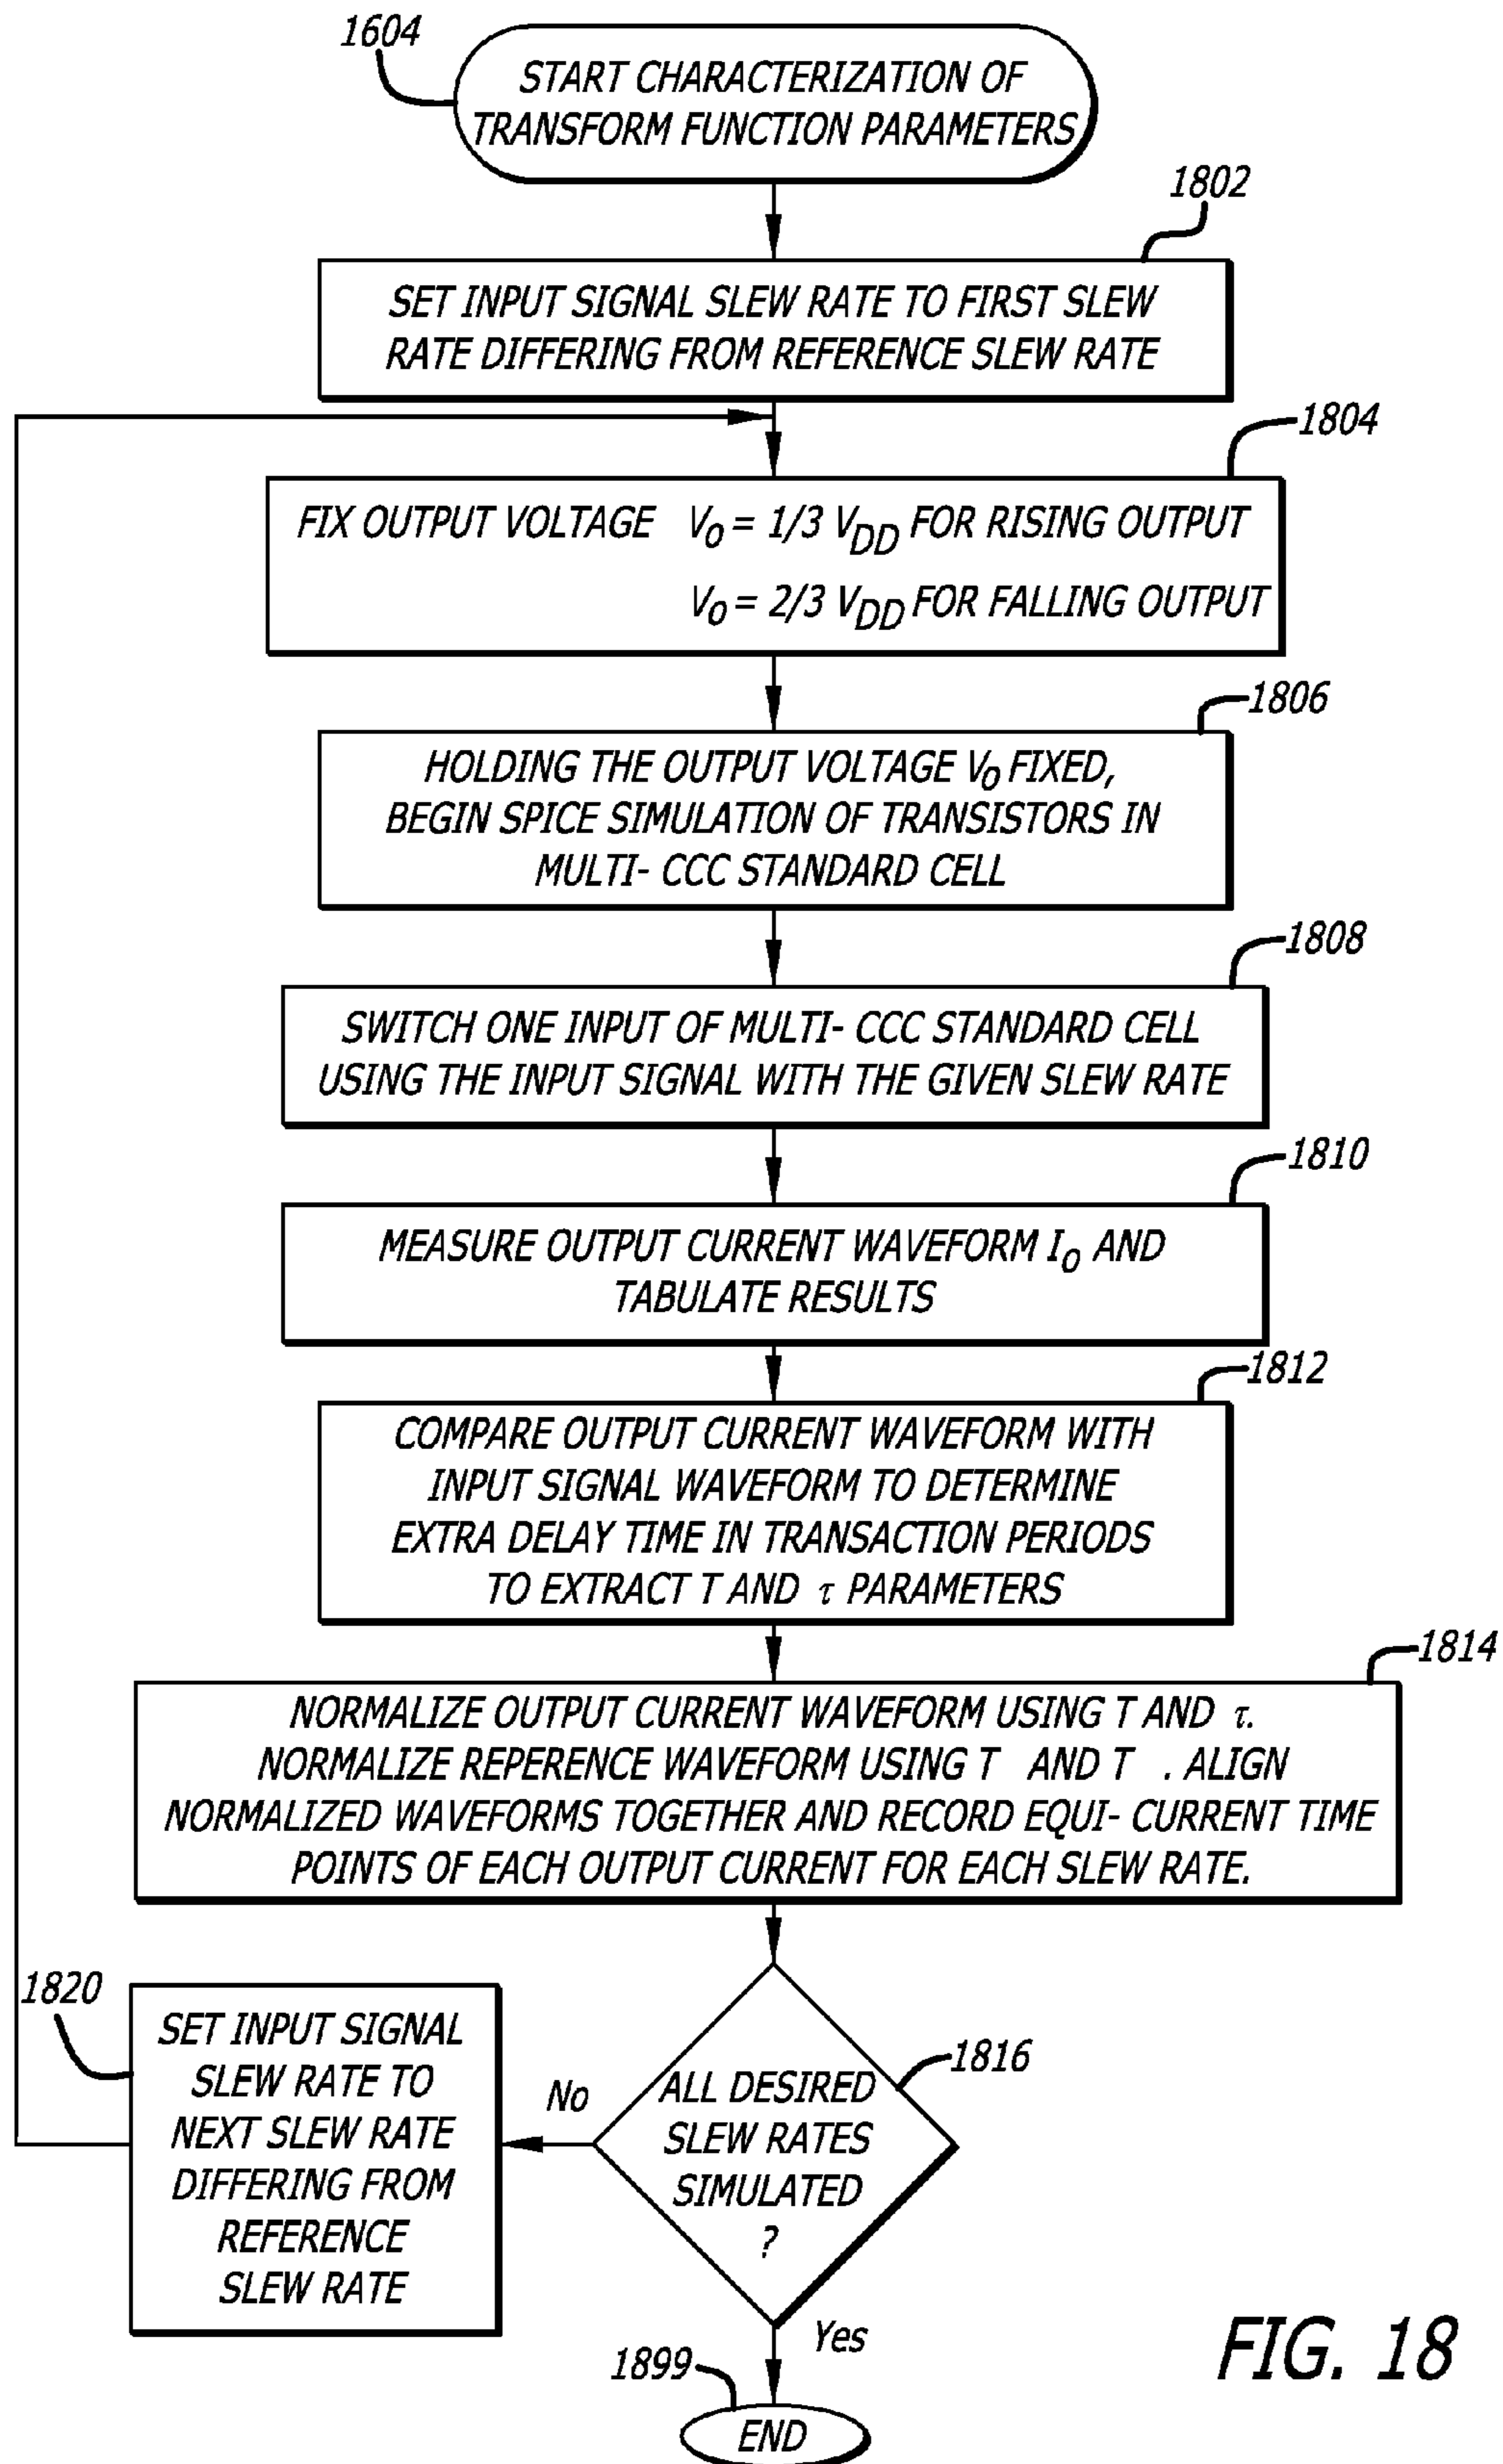 1604
START CHARACTERIZATION OF
TRANSFORM FUNCTION PARAMETERS
1802
SET INPUT SIGNAL SLEW RATE TO FIRST SLEW
RATE DIFFERING FROM REFERENCE SLEW RATE
1804
FIX OUTPUT VOLTAGE V_O = 1/3 V_DD FOR RISING OUTPUT
V_O = 2/3 V_DD FOR FALLING OUTPUT
1806
HOLDING THE OUTPUT VOLTAGE V_O FIXED,
BEGIN SPICE SIMULATION OF TRANSISTORS IN
MULTI- CCC STANDARD CELL
1808
SWITCH ONE INPUT OF MULTI- CCC STANDARD CELL
USING THE INPUT SIGNAL WITH THE GIVEN SLEW RATE
1810
MEASURE OUTPUT CURRENT WAVEFORM I_O AND
TABULATE RESULTS
1812
COMPARE OUTPUT CURRENT WAVEFORM WITH
INPUT SIGNAL WAVEFORM TO DETERMINE
EXTRA DELAY TIME IN TRANSACTION PERIODS
TO EXTRACT T AND τ PARAMETERS
1814
NORMALIZE OUTPUT CURRENT WAVEFORM USING T AND τ.
NORMALIZE REPERENCE WAVEFORM USING T AND T . ALIGN
NORMALIZED WAVEFORMS TOGETHER AND RECORD EQUI- CURRENT TIME
POINTS OF EACH OUTPUT CURRENT FOR EACH SLEW RATE.
1820
SET INPUT SIGNAL
SLEW RATE TO
NEXT SLEW RATE
DIFFERING FROM
REFERENCE
SLEW RATE
No
1816
ALL DESIRED
SLEW RATES
SIMULATED
?
Yes
1899
END
FIG. 18